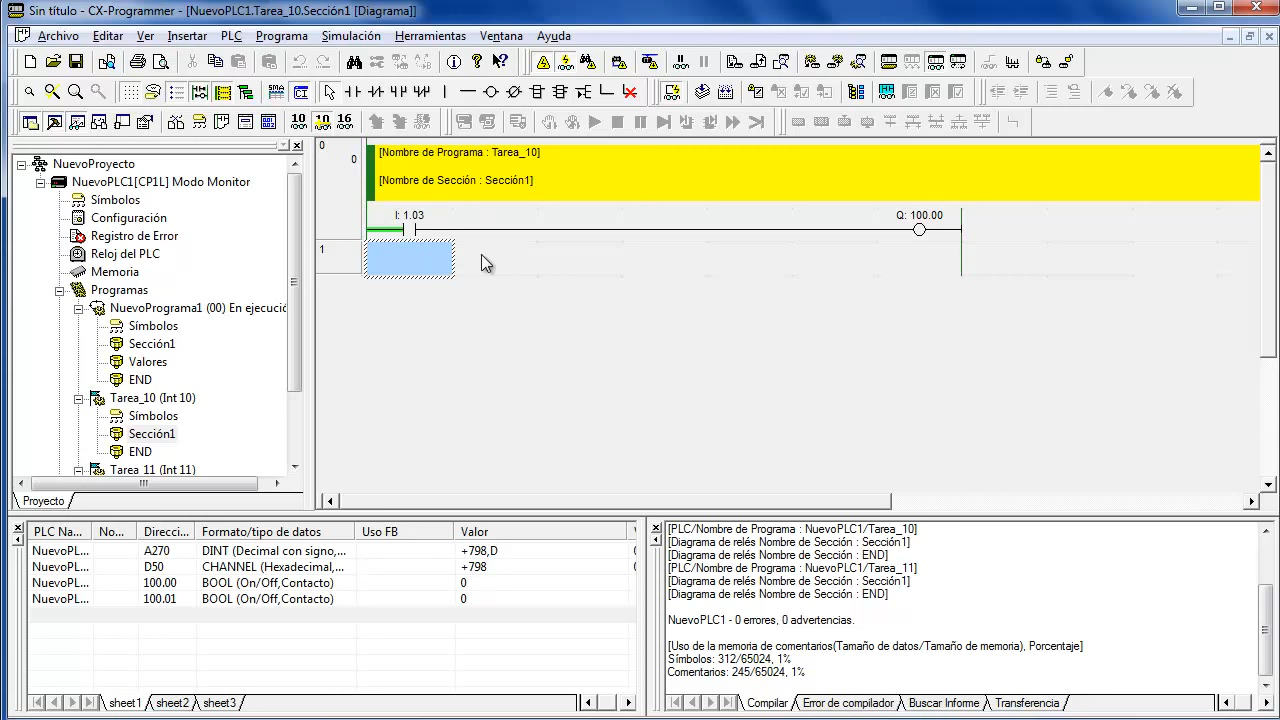 Sin título - CX-Programmer - [NuevoPLC1.Tarea_10.Sección1 [Diagrama]]
Archivo Editar Ver Insertar PLC Programa Simulación Herramientas Ventana Ayuda
10 10 16
NuevoProyecto
NuevoPLC1[CP1L] Modo Monitor
Símbolos
Configuración
Registro de Error
Reloj del PLC
Memoria
Programas
NuevoPrograma1 (00) En ejecució
Símbolos
Sección1
Valores
END
Tarea_10 (Int 10)
Símbolos
Sección1
END
Tarea 11 (Int 11)
Proyecto
0
0
[Nombre de Programa : Tarea_10]
[Nombre de Sección : Sección1]
I: 1.03
Q: 100.00
1
PLC Na... No... Direcci... Formato/tipo de datos Uso FB Valor
NuevoPL... A270 DINT (Decimal con signo,... +798,D
NuevoPL... D50 CHANNEL (Hexadecimal,... +798
NuevoPL... 100.00 BOOL (On/Off,Contacto) 0
NuevoPL... 100.01 BOOL (On/Off,Contacto) 0
sheet1 sheet2 sheet3
[PLC/Nombre de Programa : NuevoPLC1/Tarea_10]
[Diagrama de relés Nombre de Sección : Sección1]
[Diagrama de relés Nombre de Sección : END]
[PLC/Nombre de Programa : NuevoPLC1/Tarea_11]
[Diagrama de relés Nombre de Sección : Sección1]
[Diagrama de relés Nombre de Sección : END]
NuevoPLC1 - 0 errores, 0 advertencias.
[Uso de la memoria de comentarios(Tamaño de datos/Tamaño de memoria), Porcentaje]
Símbolos: 312/65024, 1%
Comentarios: 245/65024, 1%
Compilar Error de compilador Buscar Informe Transferencia